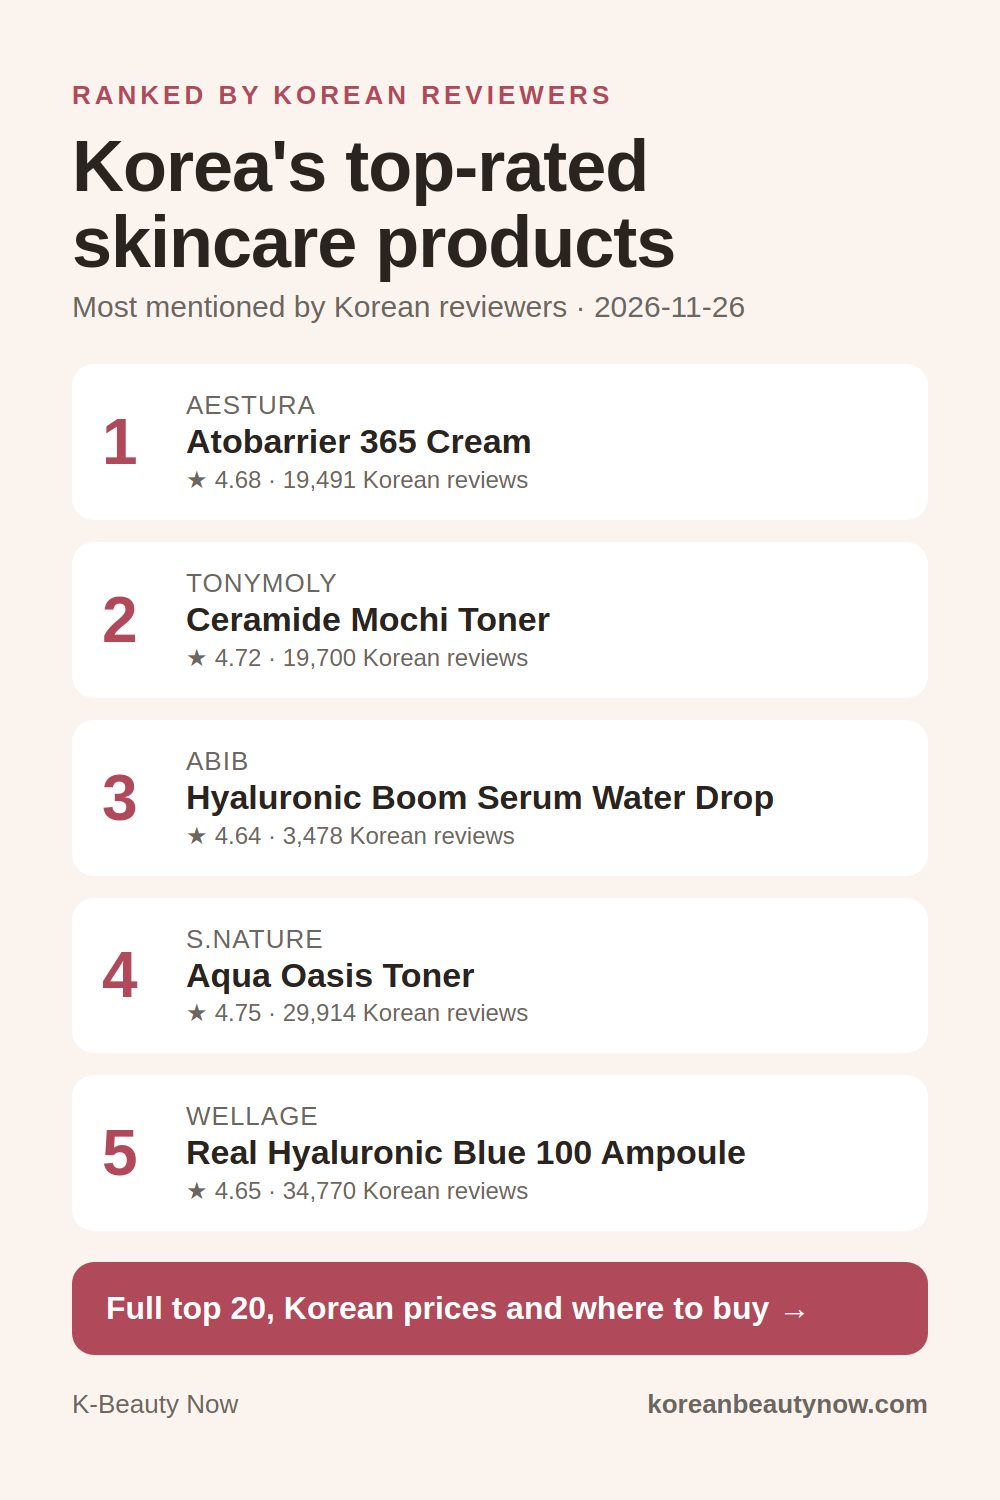 RANKED BY KOREAN REVIEWERS
Korea's top-rated
skincare products
Most mentioned by Korean reviewers · 2026-11-26
1
AESTURA
Atobarrier 365 Cream
★ 4.68 · 19,491 Korean reviews
2
TONYMOLY
Ceramide Mochi Toner
★ 4.72 · 19,700 Korean reviews
3
ABIB
Hyaluronic Boom Serum Water Drop
★ 4.64 · 3,478 Korean reviews
4
S.NATURE
Aqua Oasis Toner
★ 4.75 · 29,914 Korean reviews
5
WELLAGE
Real Hyaluronic Blue 100 Ampoule
★ 4.65 · 34,770 Korean reviews
Full top 20, Korean prices and where to buy →
K-Beauty Now
koreanbeautynow.com